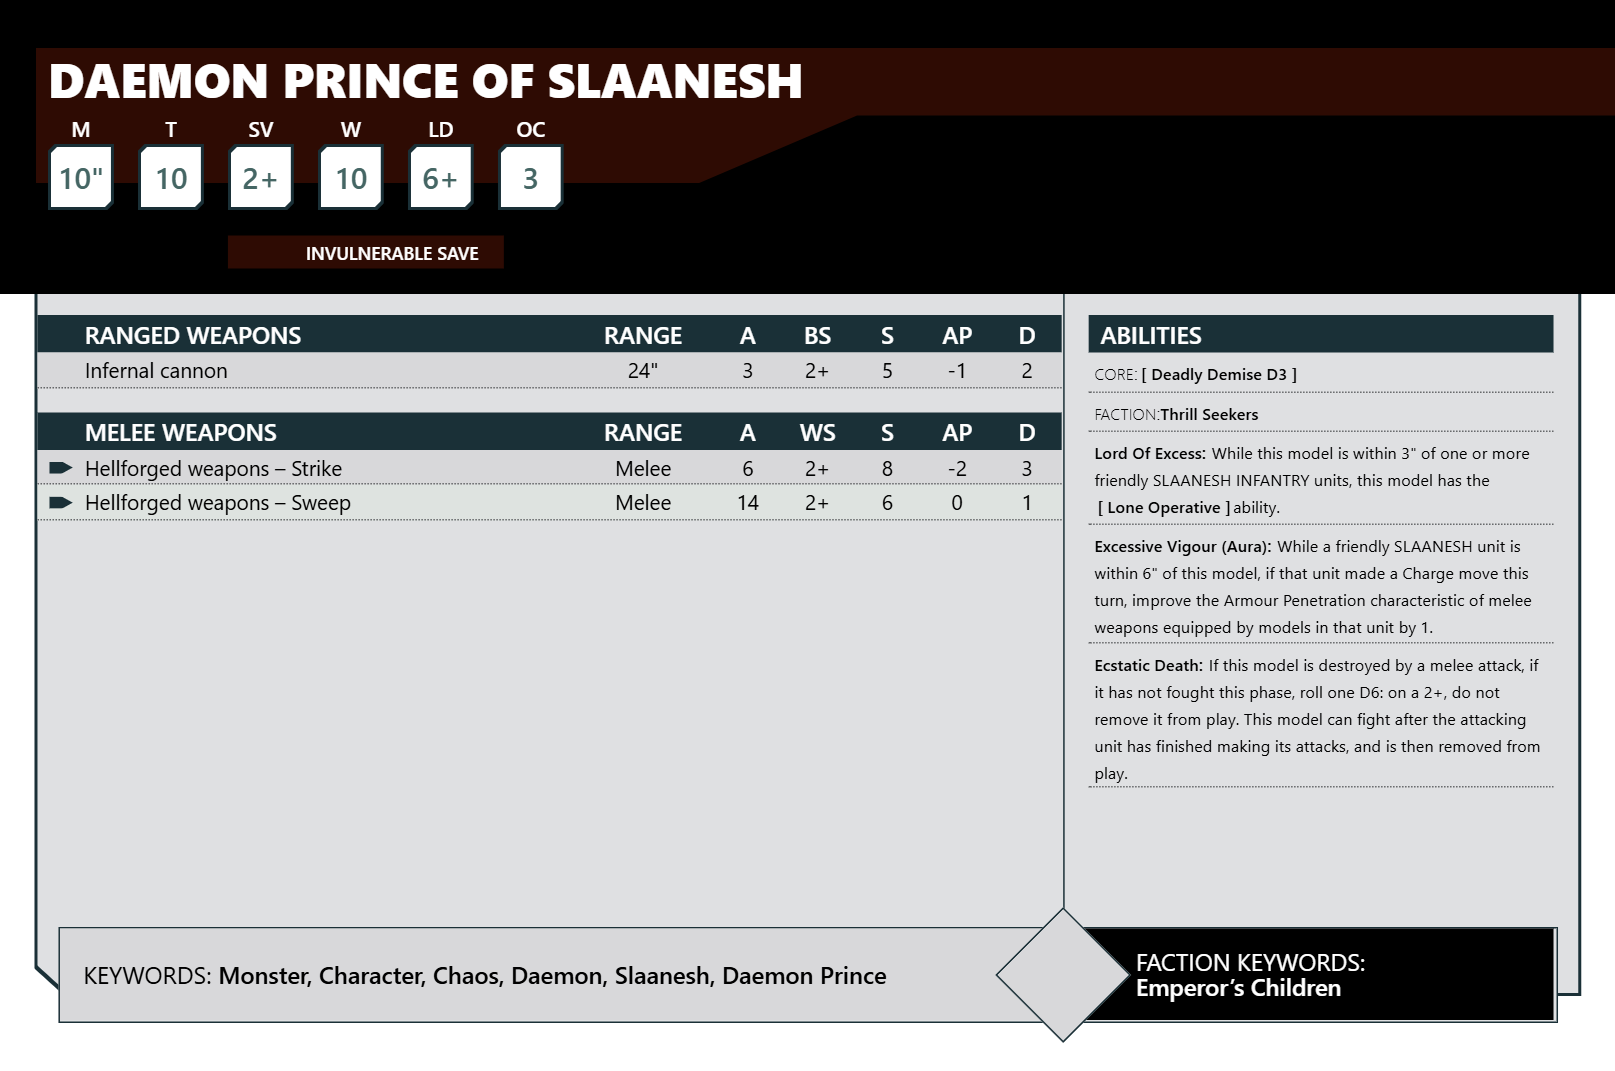 DAEMON PRINCE OF SLAANESH
M T SV W LD OC
10" 10 2+ 10 6+ 3
INVULNERABLE SAVE
RANGED WEAPONS RANGE A BS S AP D
Infernal cannon 24" 3 2+ 5 -1 2
MELEE WEAPONS RANGE A WS S AP D
Hellforged weapons – Strike Melee 6 2+ 8 -2 3
Hellforged weapons – Sweep Melee 14 2+ 6 0 1
ABILITIES
CORE: [ Deadly Demise D3 ]
FACTION:Thrill Seekers
Lord Of Excess: While this model is within 3" of one or more
friendly SLAANESH INFANTRY units, this model has the
[ Lone Operative ] ability.
Excessive Vigour (Aura): While a friendly SLAANESH unit is
within 6" of this model, if that unit made a Charge move this
turn, improve the Armour Penetration characteristic of melee
weapons equipped by models in that unit by 1.
Ecstatic Death: If this model is destroyed by a melee attack, if
it has not fought this phase, roll one D6: on a 2+, do not
remove it from play. This model can fight after the attacking
unit has finished making its attacks, and is then removed from
play.
KEYWORDS: Monster, Character, Chaos, Daemon, Slaanesh, Daemon Prince
FACTION KEYWORDS:
Emperor’s Children